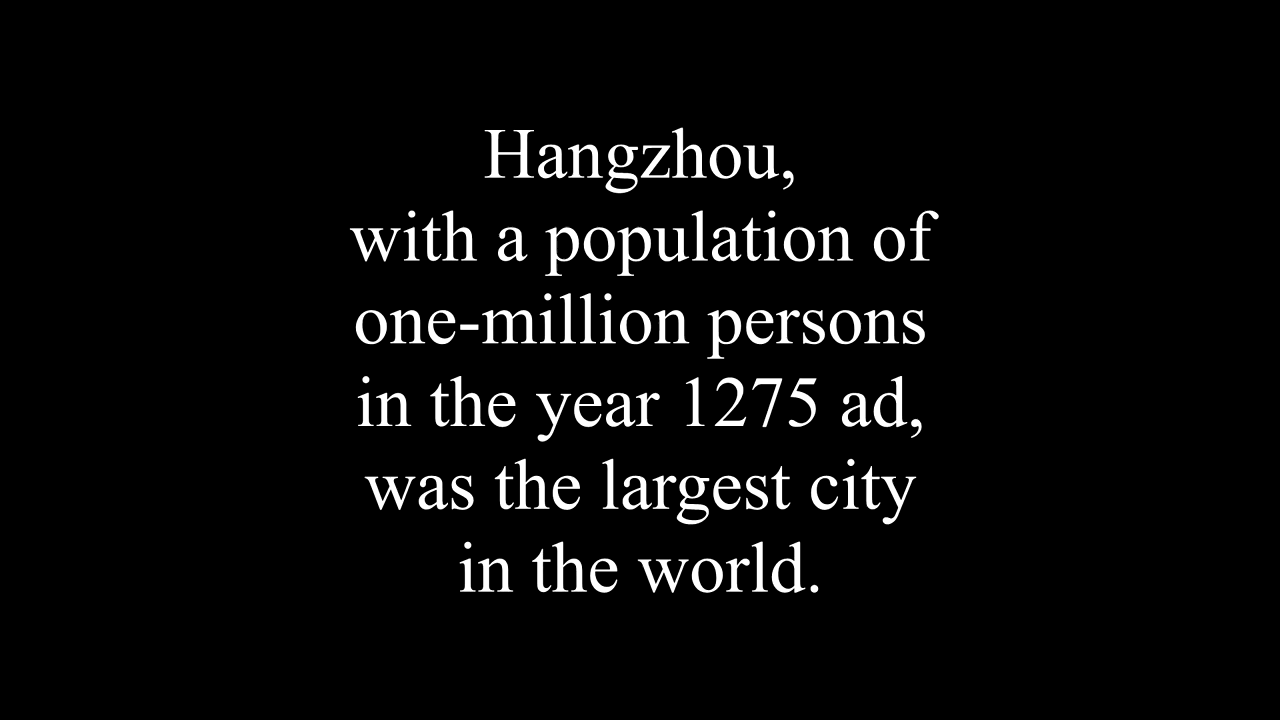 Hangzhou,
with a population of
one-million persons
in the year 1275 ad,
was the largest city
in the world.